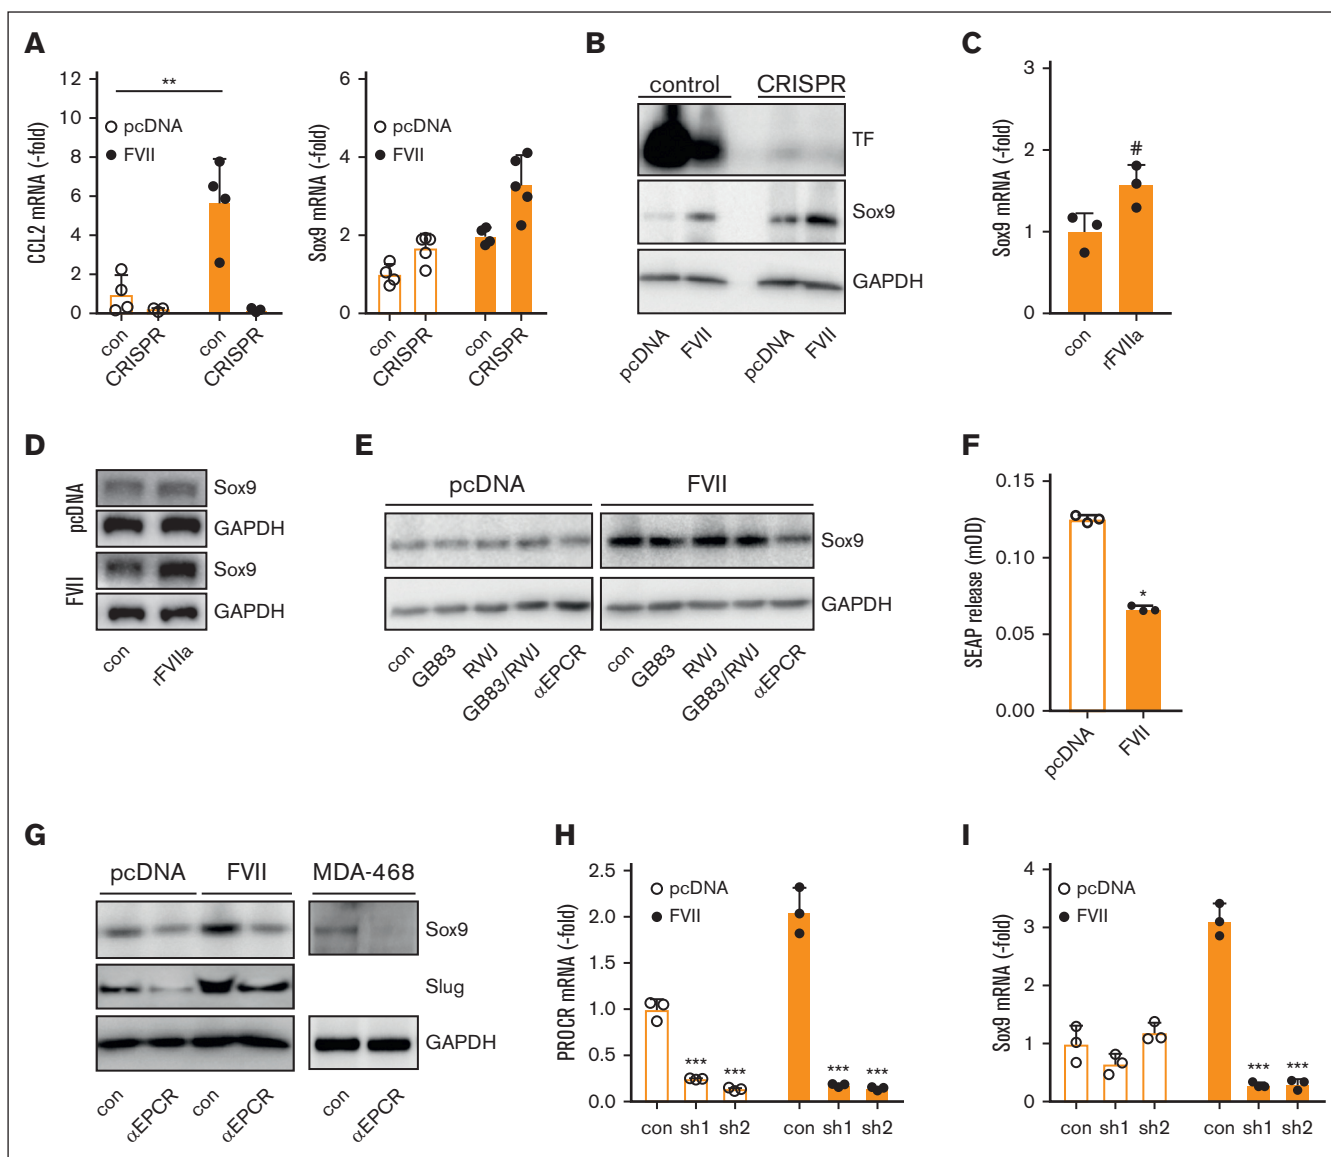 A
CCL2 mRNA (-fold)
12
10
8
6
4
2
0
**
pcDNA
FVII
con
CRISPR
con
CRISPR
Sox9 mRNA (-fold)
6
4
2
0
pcDNA
FVII
con
CRISPR
con
CRISPR
B
control CRISPR
TF
Sox9
GAPDH
pcDNA
FVII
pcDNA
FVII
C
Sox9 mRNA (-fold)
3
2
1
0
#
con
rFVIIa
D
pcDNA
Sox9
GAPDH
FVII
Sox9
GAPDH
con
rFVIIa
E
pcDNA FVII
Sox9
GAPDH
con
GB83
RWJ
GB83/RWJ
αEPCR
con
GB83
RWJ
GB83/RWJ
αEPCR
F
SEAP release (mOD)
0.15
0.10
0.05
0.00
*
pcDNA
FVII
G
pcDNA FVII MDA-468
Sox9
Slug
GAPDH
con
αEPCR
con
αEPCR
con
αEPCR
H
PROCR mRNA (-fold)
2.5
2.0
1.5
1.0
0.5
0.0
pcDNA
FVII
*** *** *** ***
con sh1 sh2 con sh1 sh2
I
Sox9 mRNA (-fold)
4
3
2
1
0
pcDNA
FVII
*** ***
con sh1 sh2 con sh1 sh2